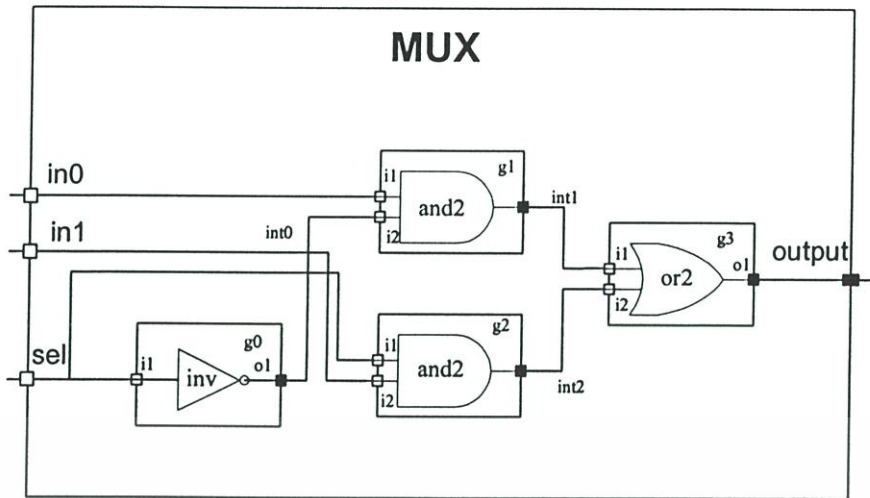 MUX
in0
i1
g1
and2
int1
i2
in1
int0
g3
i1
or2
o1
output
i2
g2
i1
and2
i2
int2
sel
g0
i1
inv
o1